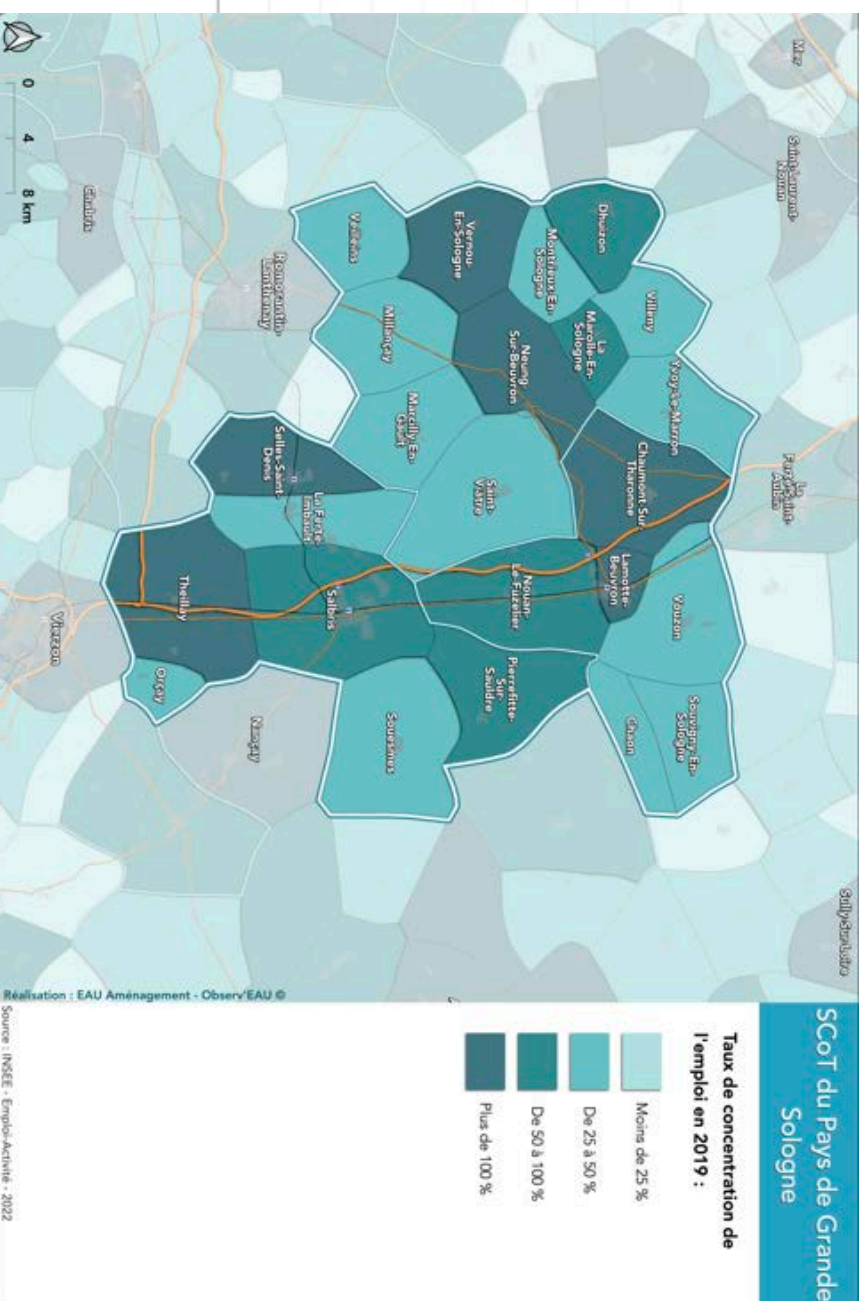 SCoT du Pays de Grande
Sologne
Taux de concentration de
l'emploi en 2019 :
Moins de 25 %
De 25 à 50 %
De 50 à 100 %
Plus de 100 %
Mer
Saint-Laurent-
Nouan
La
Ferté-Saint-
Aubin
Sully-Sur-Loire
Dhuizon
Villeny
Yvoy-Le-Marron
Montrieux-En-
Sologne
La
Marolle-En-
Sologne
Chaumont-Sur-
Tharonne
Lamotte-
Beuvron
Vouzon
Souvigny-En-
Sologne
Chaon
Vernou-
En-Sologne
Neung-
Sur-Beuvron
Saint-
Viâtre
Nouan-
Le-Fuzelier
Pierrefitte-
Sur-
Sauldre
Veilleins
Millançay
Marcilly-En-
Gault
Souesmes
Romorantin-
Lanthenay
Selles-Saint-
Denis
La Ferté-
Imbault
Salbris
Nançay
Theillay
Orçay
Chabris
Vierzon
0 4 8 km
Réalisation : EAU Aménagement - Observ'EAU ©
Source : INSEE - Emploi-Activité - 2022